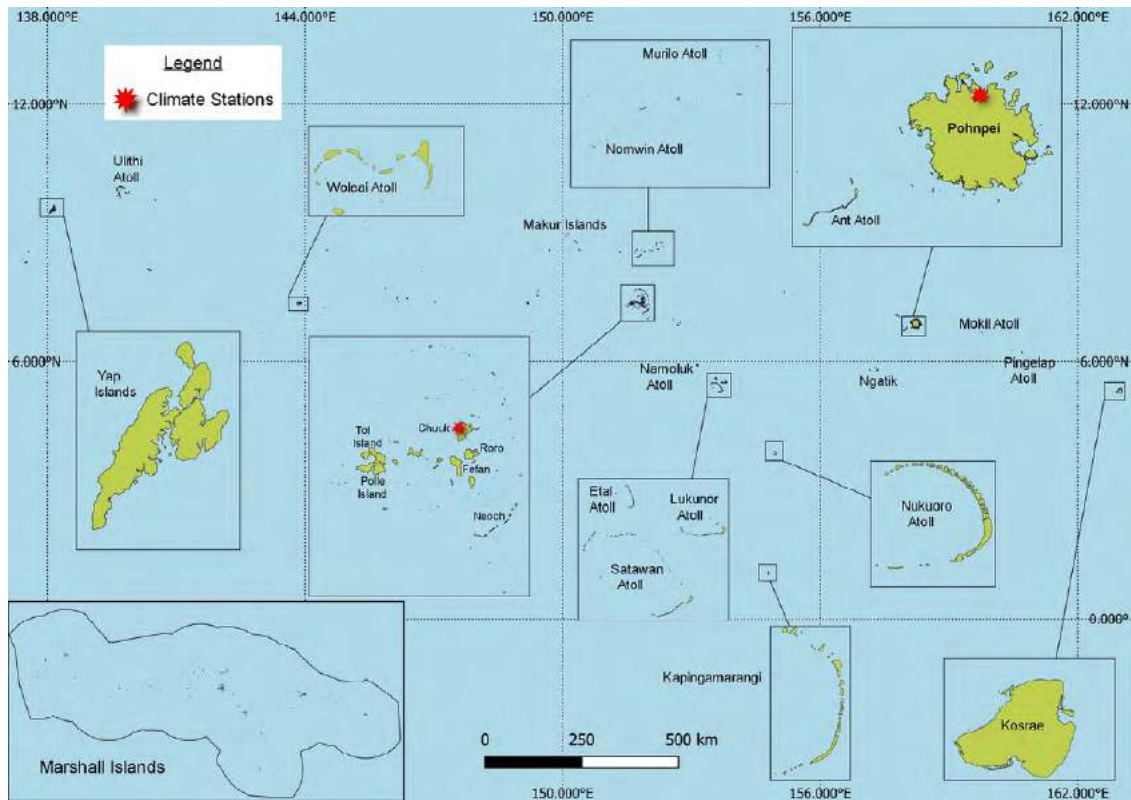 138.000°E
144.000°E
150.000°E
156.000°E
162.000°E
Legend
Climate Stations
12.000°N
12.000°N
Murilo Atoll
Nomwin Atoll
Pohnpei
Ant Atoll
Ulithi
Atoll
Woleai Atoll
Makur Islands
Mokil Atoll
6.000°N
6.000°N
Pingelap
Atoll
Namoluk
Atoll
Ngatik
Yap
Islands
Chuuk
Tol
Island
Roro
Fefan
Polle
Island
Neoch
Etal
Atoll
Lukunor
Atoll
Satawan
Atoll
Nukuoro
Atoll
0.000°
Kapingamarangi
Kosrae
Marshall Islands
0
250
500 km
150.000°E
156.000°E
162.000°E